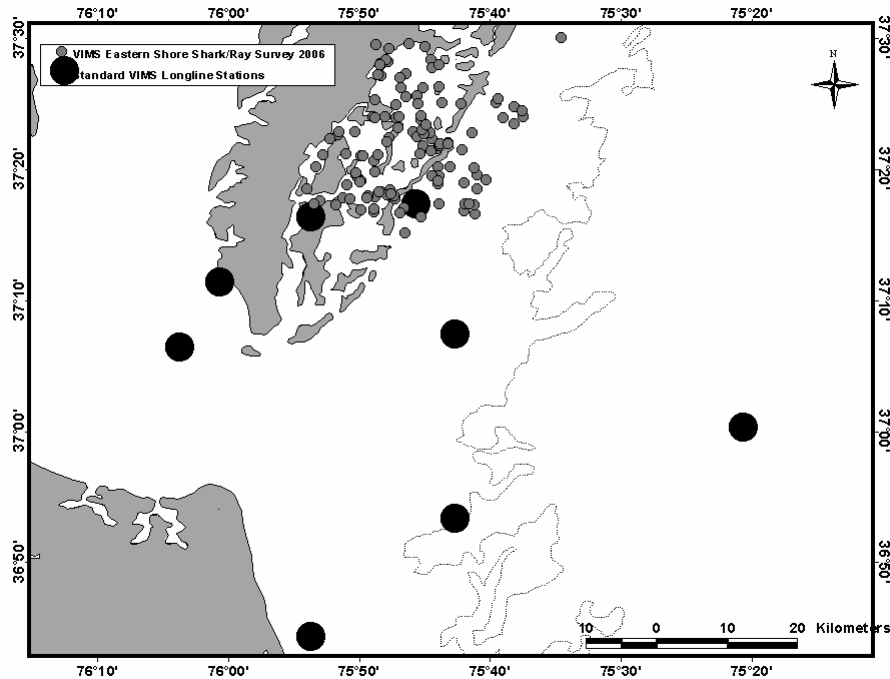 76°10' 76°00' 75°50' 75°40' 75°30' 75°20'
37°30' 37°30'
VIMS Eastern Shore Shark/Ray Survey 2006
tandard VIMS Longline Stations
N
37°20' 37°20'
37°10' 37°10'
37°00' 37°00'
36°50' 36°50'
10 0 10 20 Kilometers
76°10' 76°00' 75°50' 75°40' 75°30' 75°20'